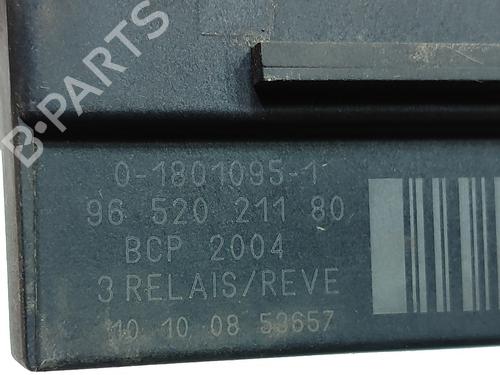 B-PARTS
0-1801095-1
96 520 211 80
BCP 2004
3 RELAIS/REVE
10 10 08 53657